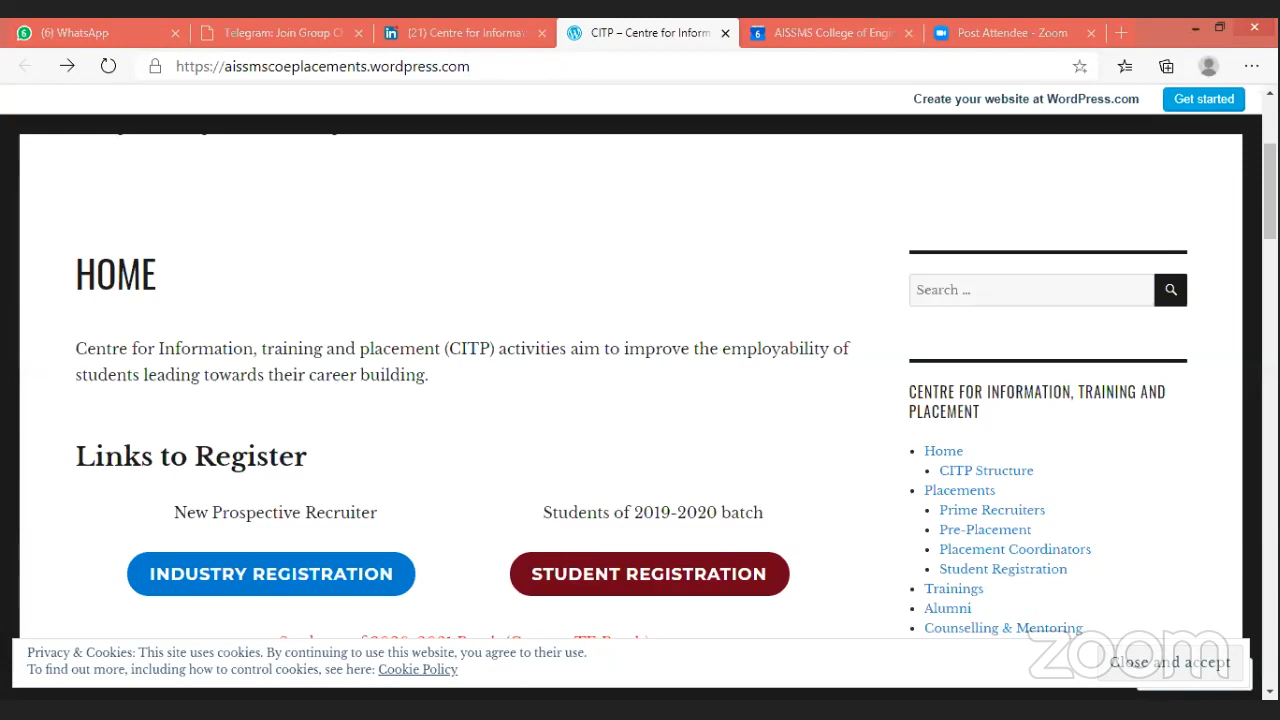 (6) WhatsApp
Telegram: Join Group C
(21) Centre for Informa
CITP – Centre for Inform
6
AISSMS College of Eng
Post Attendee - Zoom
https://aissmscoeplacements.wordpress.com
Create your website at WordPress.com
Get started
HOME
Centre for Information, training and placement (CITP) activities aim to improve the employability of
students leading towards their career building.
Links to Register
New Prospective Recruiter
Students of 2019-2020 batch
INDUSTRY REGISTRATION
STUDENT REGISTRATION
Search ...
CENTRE FOR INFORMATION, TRAINING AND
PLACEMENT
Home
CITP Structure
Placements
Prime Recruiters
Pre-Placement
Placement Coordinators
Student Registration
Trainings
Alumni
Counselling & Mentoring
Privacy & Cookies: This site uses cookies. By continuing to use this website, you agree to their use.
To find out more, including how to control cookies, see here: Cookie Policy
Close and accept
zoom